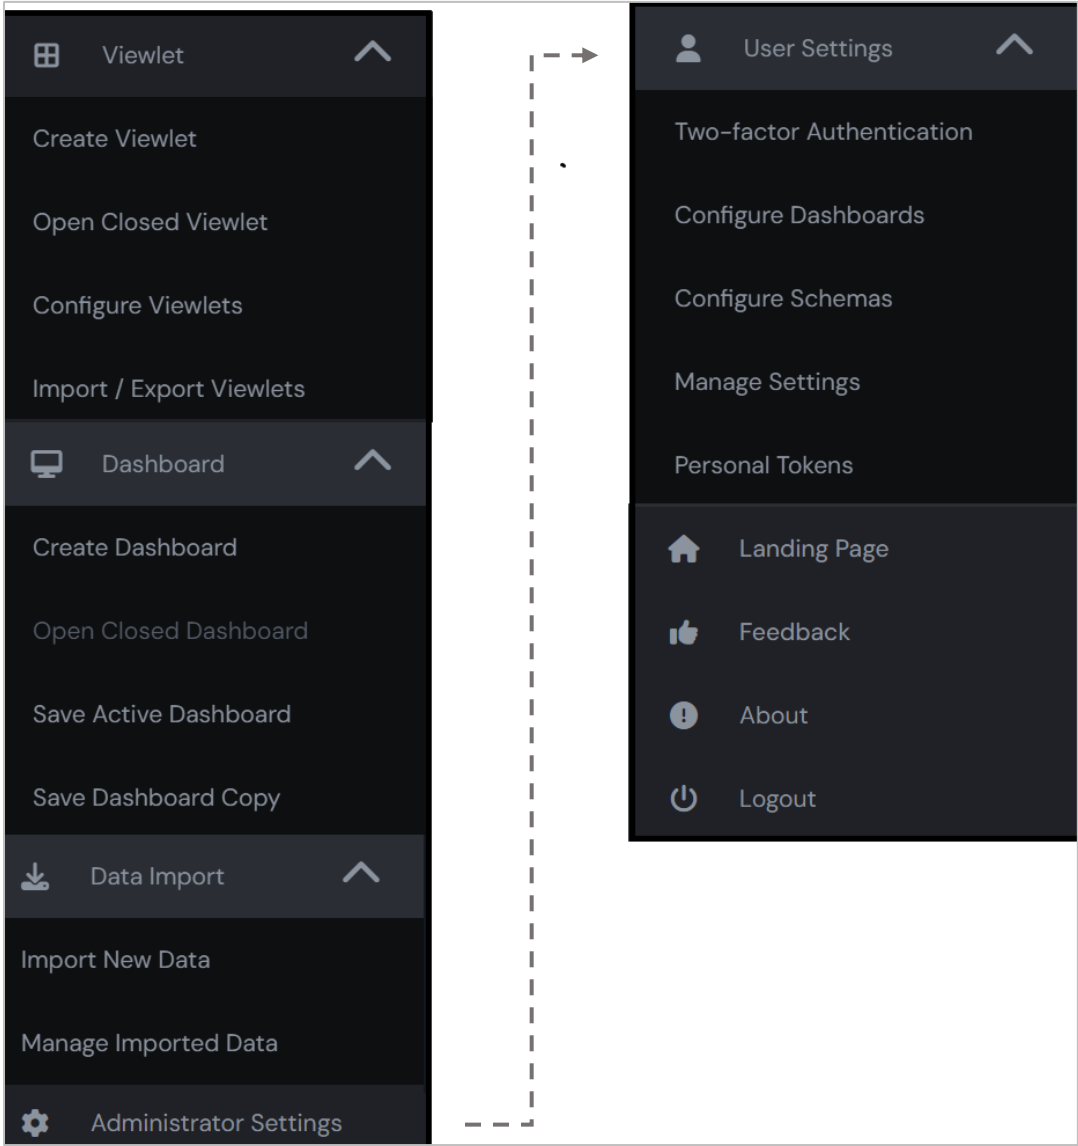 Viewlet
Create Viewlet
Open Closed Viewlet
Configure Viewlets
Import / Export Viewlets
Dashboard
Create Dashboard
Open Closed Dashboard
Save Active Dashboard
Save Dashboard Copy
Data Import
Import New Data
Manage Imported Data
Administrator Settings
User Settings
Two-factor Authentication
Configure Dashboards
Configure Schemas
Manage Settings
Personal Tokens
Landing Page
Feedback
About
Logout